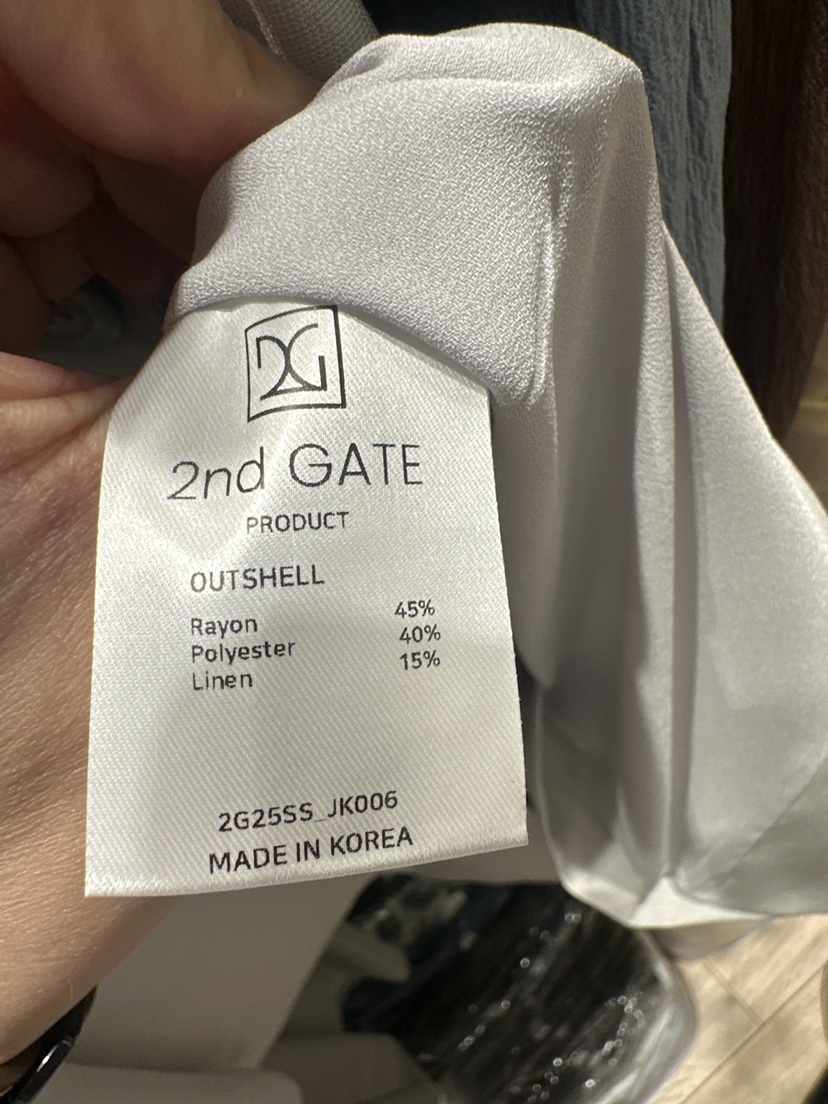 2G
2nd GATE
PRODUCT
OUTSHELL
Rayon 45%
Polyester 40%
Linen 15%
2G25SS_JK006
MADE IN KOREA